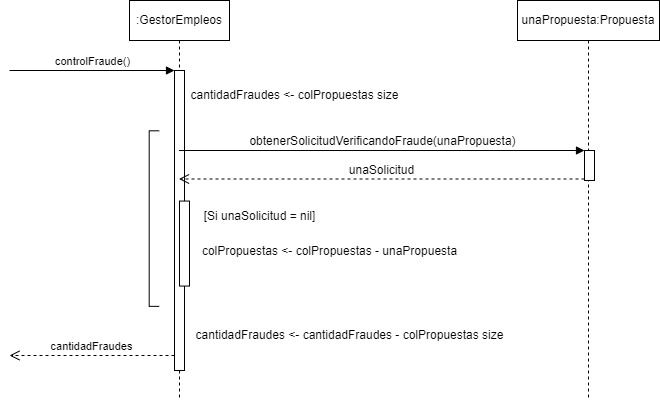 :GestorEmpleos
unaPropuesta:Propuesta
controlFraude()
cantidadFraudes <- colPropuestas size
obtenerSolicitudVerificandoFraude(unaPropuesta)
unaSolicitud
[Si unaSolicitud = nil]
colPropuestas <- colPropuestas - unaPropuesta
cantidadFraudes <- cantidadFraudes - colPropuestas size
cantidadFraudes